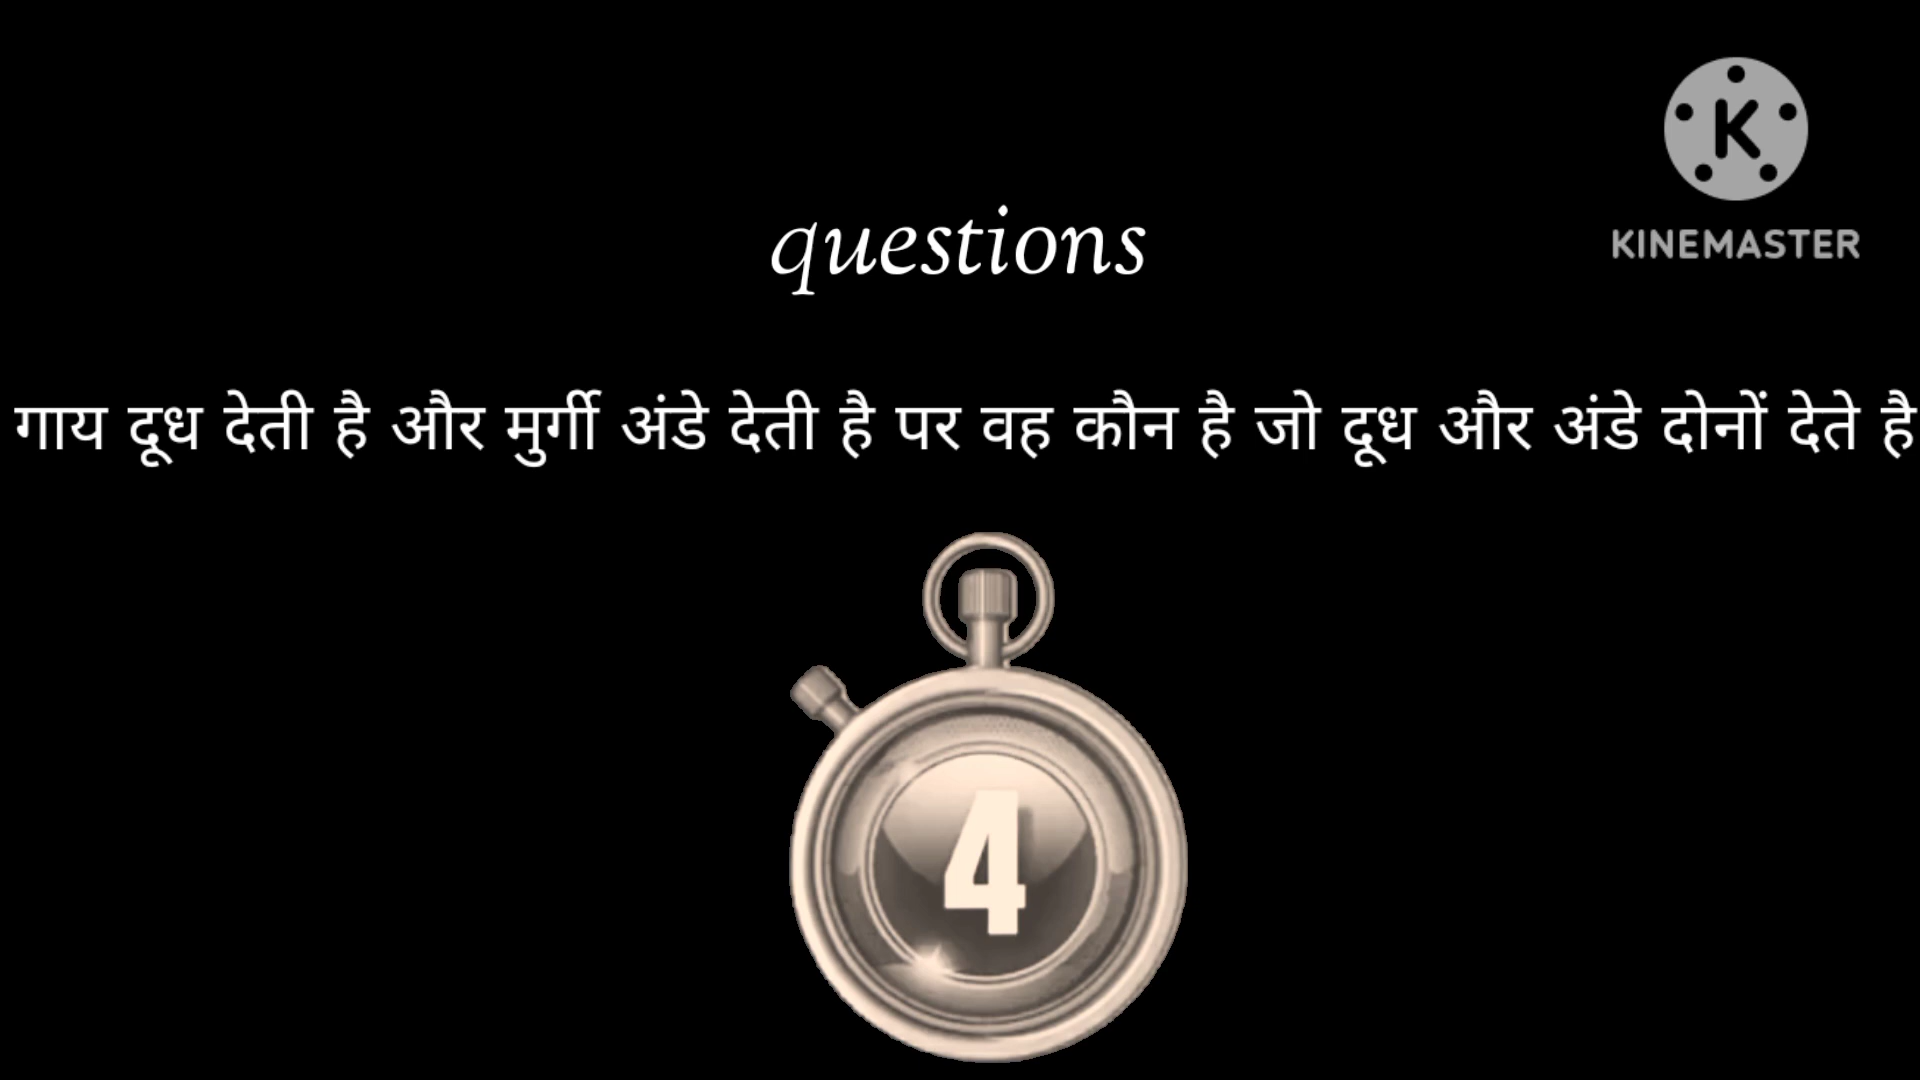 K
KINEMASTER
questions
गाय दूध देती है और मुर्गी अंडे देती है पर वह कौन है जो दूध और अंडे दोनों देते है
4